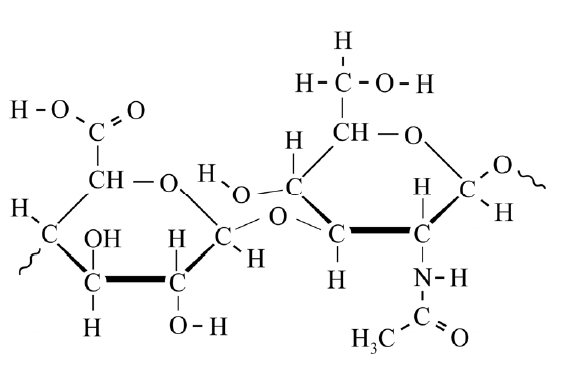 H
H C O H
H O O
C H CH O
CH O H O C H C O
H C OH H C O C C H
C C H H N H
H O H C
H₃C O